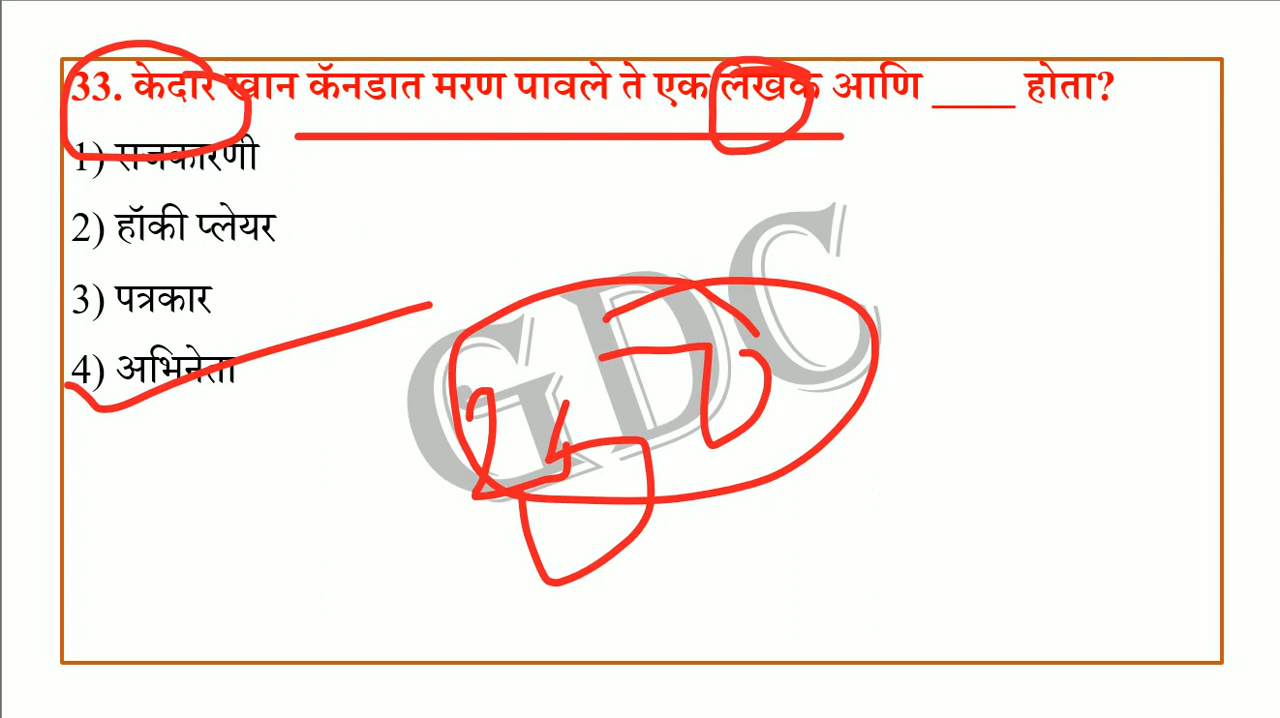 33. केदार खान कॅनडात मरण पावले ते एक लेखक आणि ____ होता?
1) राजकारणी
2) हॉकी प्लेयर
3) पत्रकार
4) अभिनेता
GDC